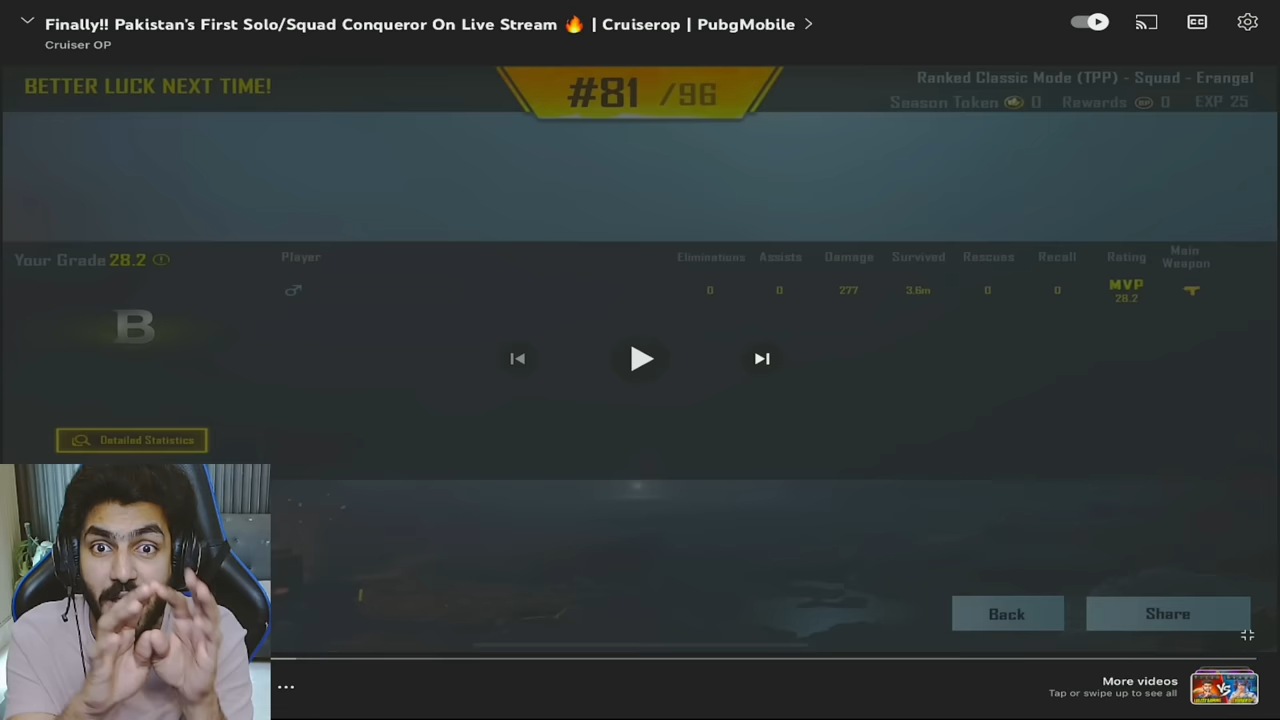 Finally!! Pakistan's First Solo/Squad Conqueror On Live Stream 🔥 | Cruiserop | PubgMobile
Cruiser OP
CC
BETTER LUCK NEXT TIME!
#81 /96
Ranked Classic Mode (TPP) - Squad - Erangel
Season Token 0 Rewards BP 0 EXP 25
Your Grade 28.2
Player Eliminations Assists Damage Survived Rescues Recall Rating Main Weapon
0 0 277 3.6m 0 0 MVP
28.2
B
Detailed Statistics
Back Share
More videos
Tap or swipe up to see all
VS